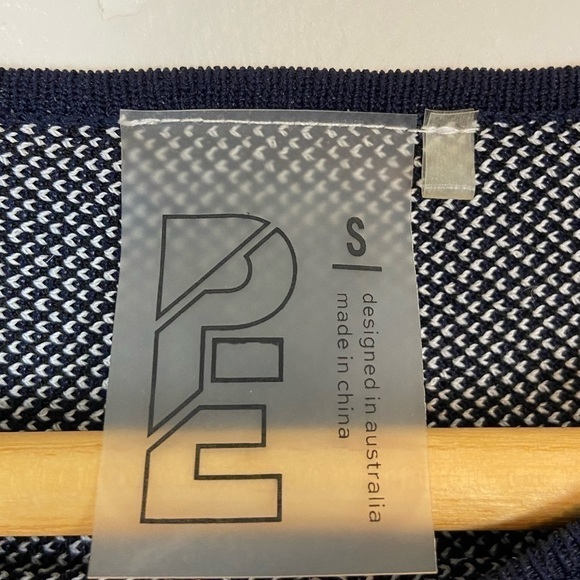 P.E
S
designed in australia
made in china